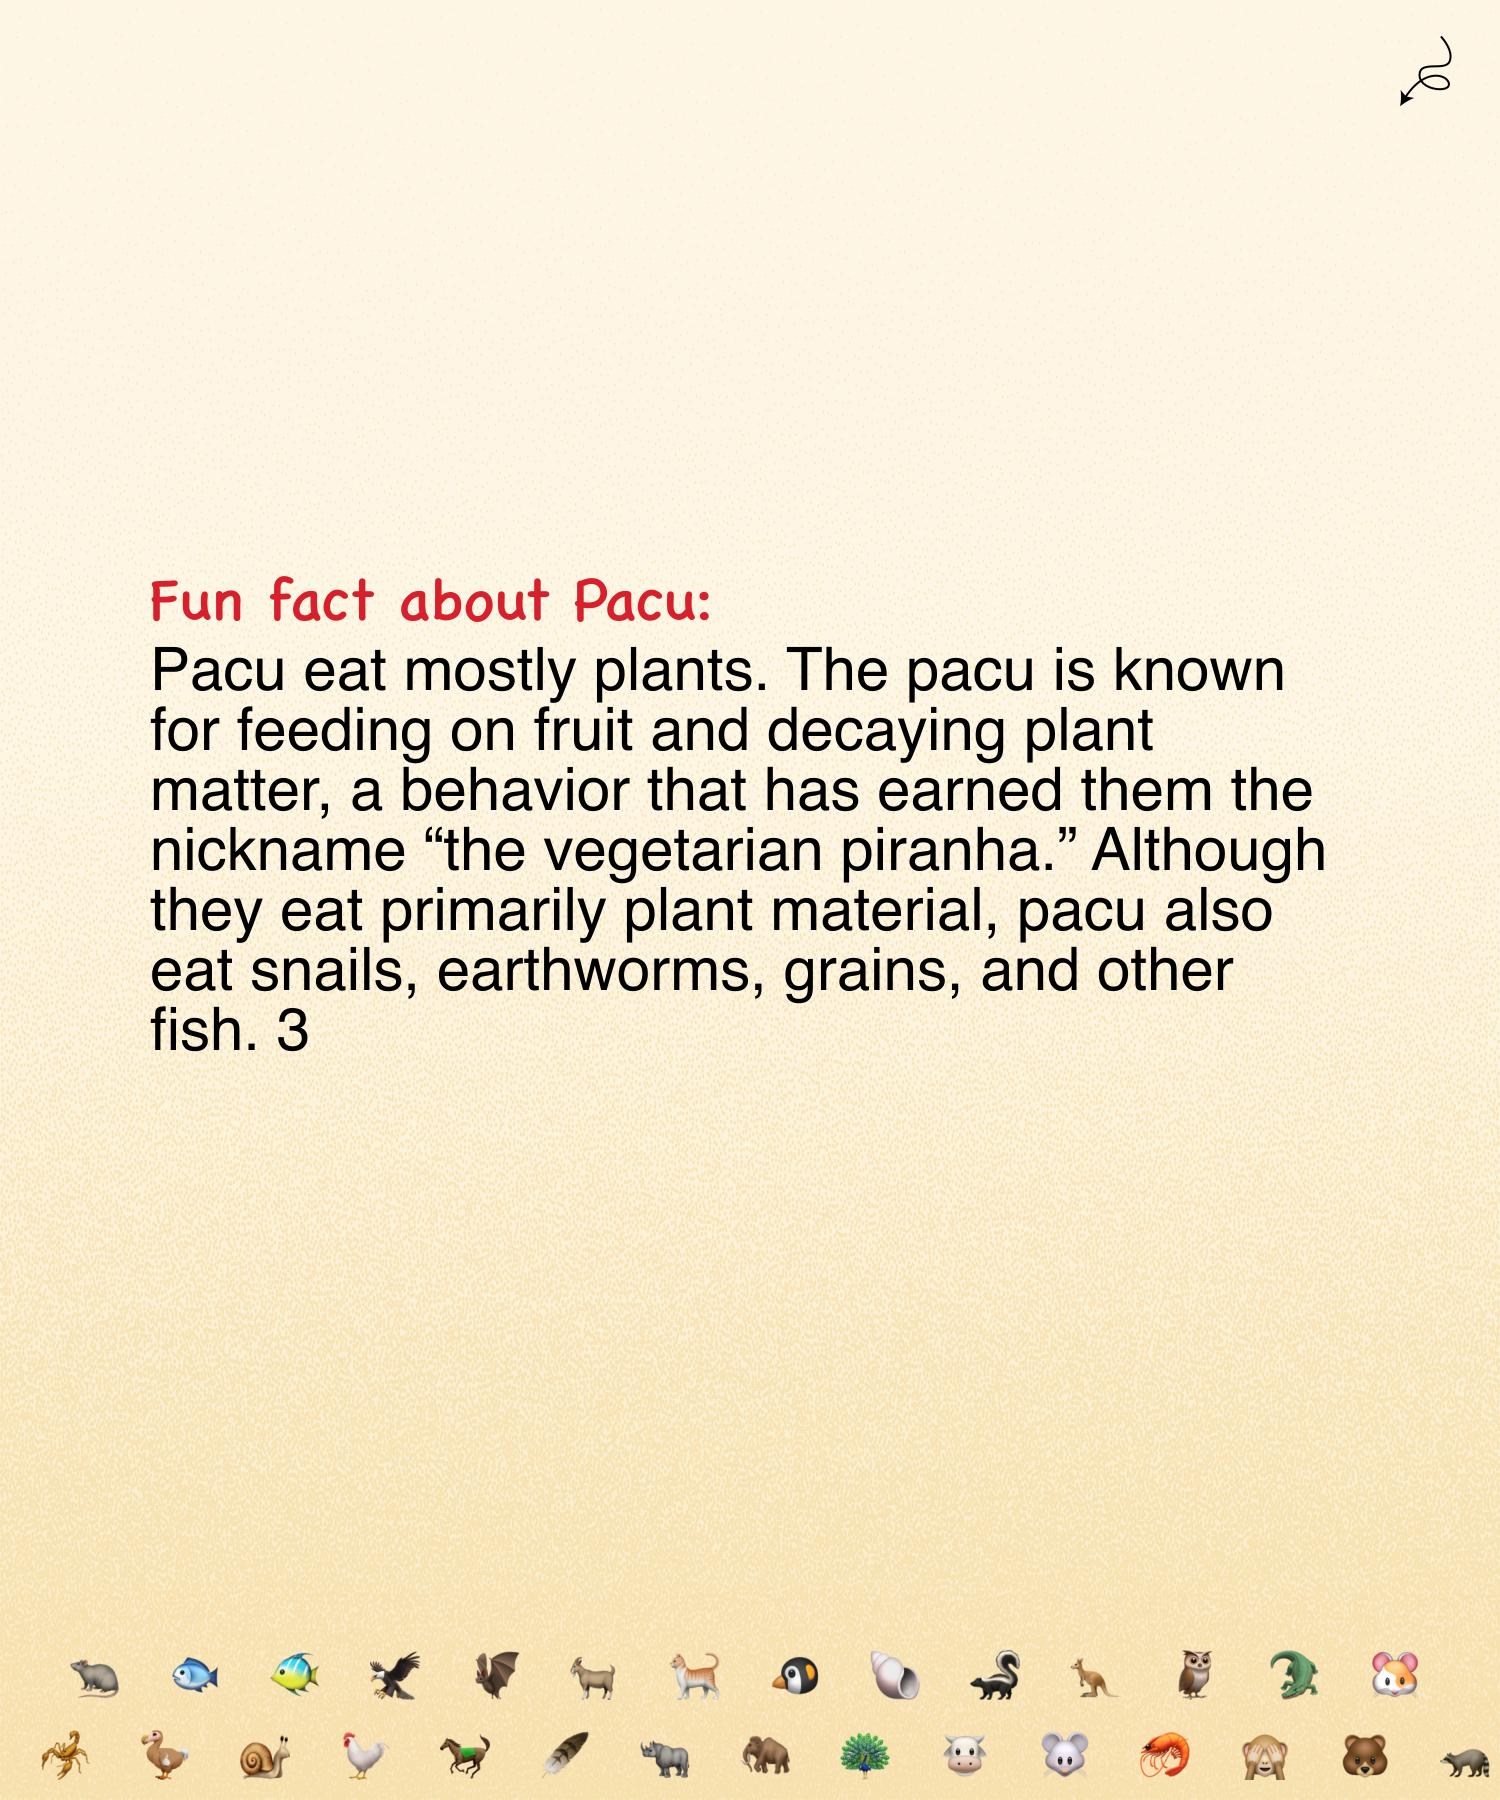 Fun fact about Pacu:
Pacu eat mostly plants. The pacu is known
for feeding on fruit and decaying plant
matter, a behavior that has earned them the
nickname “the vegetarian piranha.” Although
they eat primarily plant material, pacu also
eat snails, earthworms, grains, and other
fish. 3